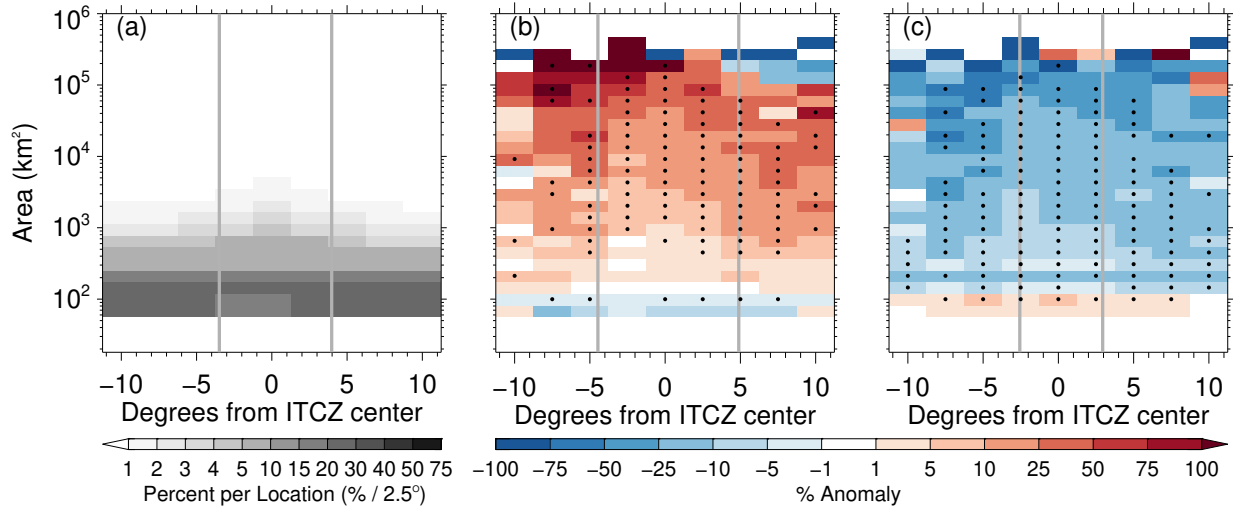 (a) (b) (c)
Area (km²)
10⁶
10⁵
10⁴
10³
10²
−10 −5 0 5 10 −10 −5 0 5 10 −10 −5 0 5 10
Degrees from ITCZ center Degrees from ITCZ center Degrees from ITCZ center
1 2 3 4 5 10 15 20 30 40 50 75 -100 -75 -50 -25 -10 -5 -1 1 5 10 25 50 75 100
Percent per Location (% / 2.5°) % Anomaly